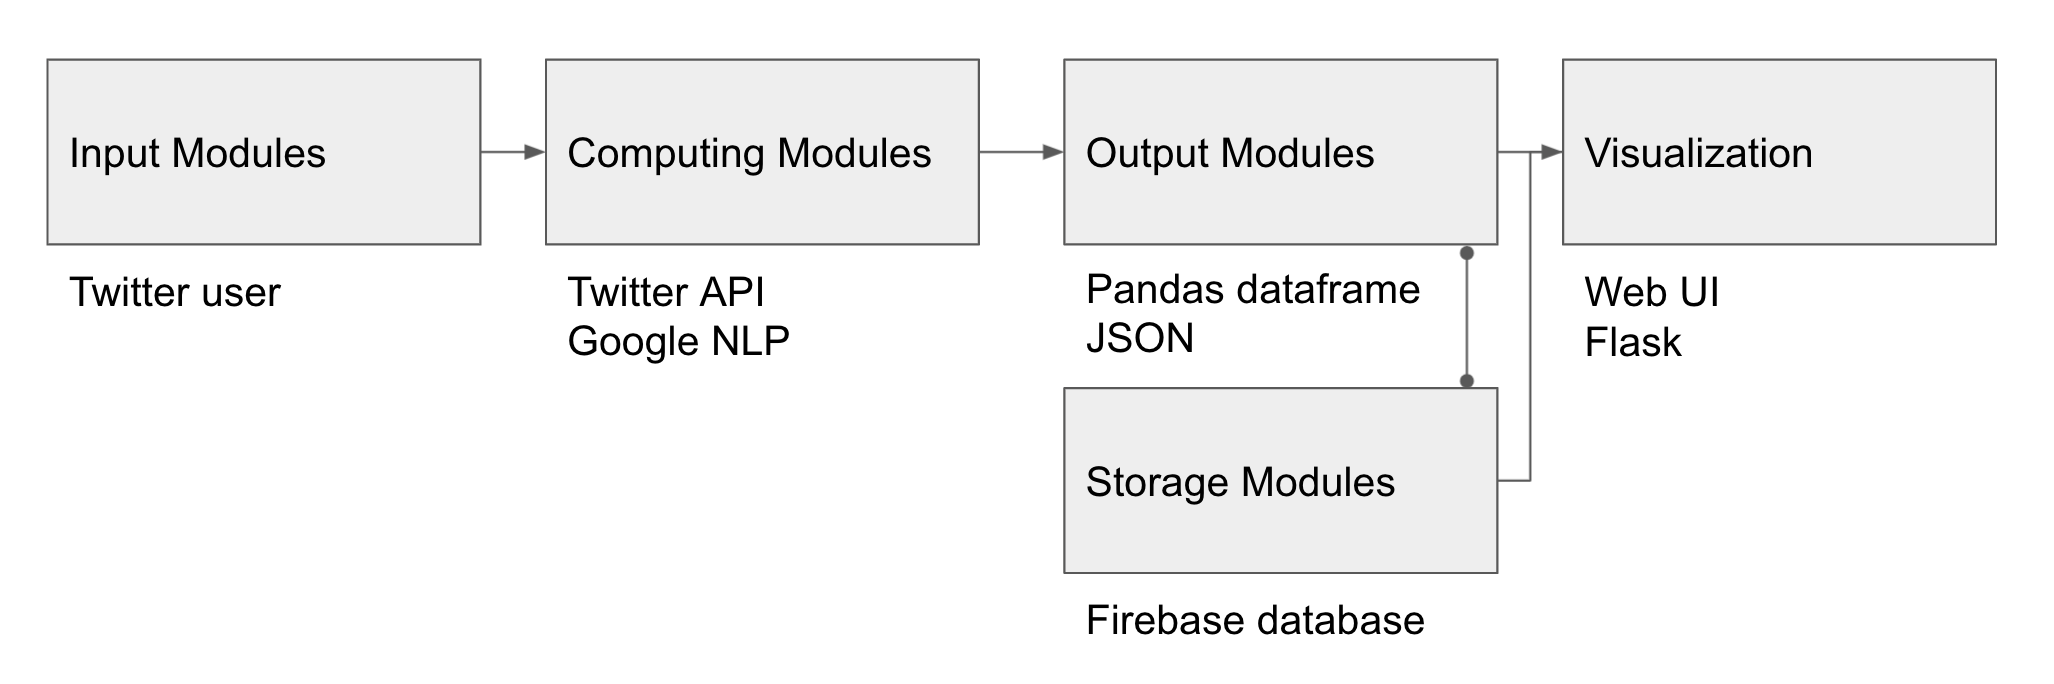 Input Modules
Computing Modules
Output Modules
Visualization
Twitter user
Twitter API
Google NLP
Pandas dataframe
JSON
Web UI
Flask
Storage Modules
Firebase database